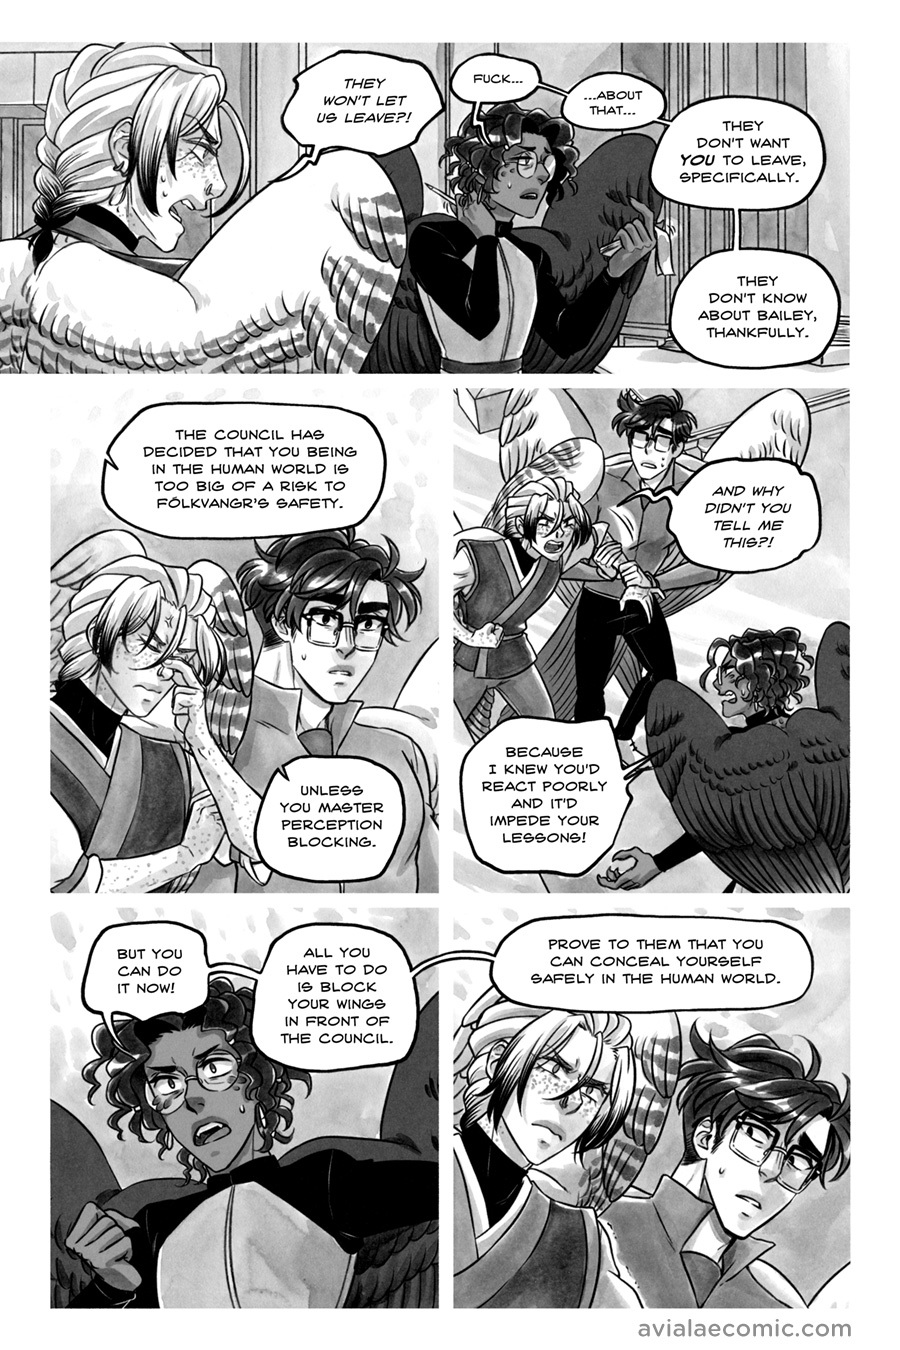 THEY
WON'T LET
US LEAVE?!
FUCK...
...ABOUT
THAT...
THEY
DON'T WANT
YOU TO LEAVE,
SPECIFICALLY.
THEY
DON'T KNOW
ABOUT BAILEY,
THANKFULLY.
THE COUNCIL HAS
DECIDED THAT YOU BEING
IN THE HUMAN WORLD IS
TOO BIG OF A RISK TO
FÓLKVANGR'S SAFETY.
UNLESS
YOU MASTER
PERCEPTION
BLOCKING.
AND WHY
DIDN'T YOU
TELL ME
THIS?!
BECAUSE
I KNEW YOU'D
REACT POORLY
AND IT'D
IMPEDE YOUR
LESSONS!
BUT YOU
CAN DO
IT NOW!
ALL YOU
HAVE TO DO
IS BLOCK
YOUR WINGS
IN FRONT OF
THE COUNCIL.
PROVE TO THEM THAT YOU
CAN CONCEAL YOURSELF
SAFELY IN THE HUMAN WORLD.
avialaecomic.com